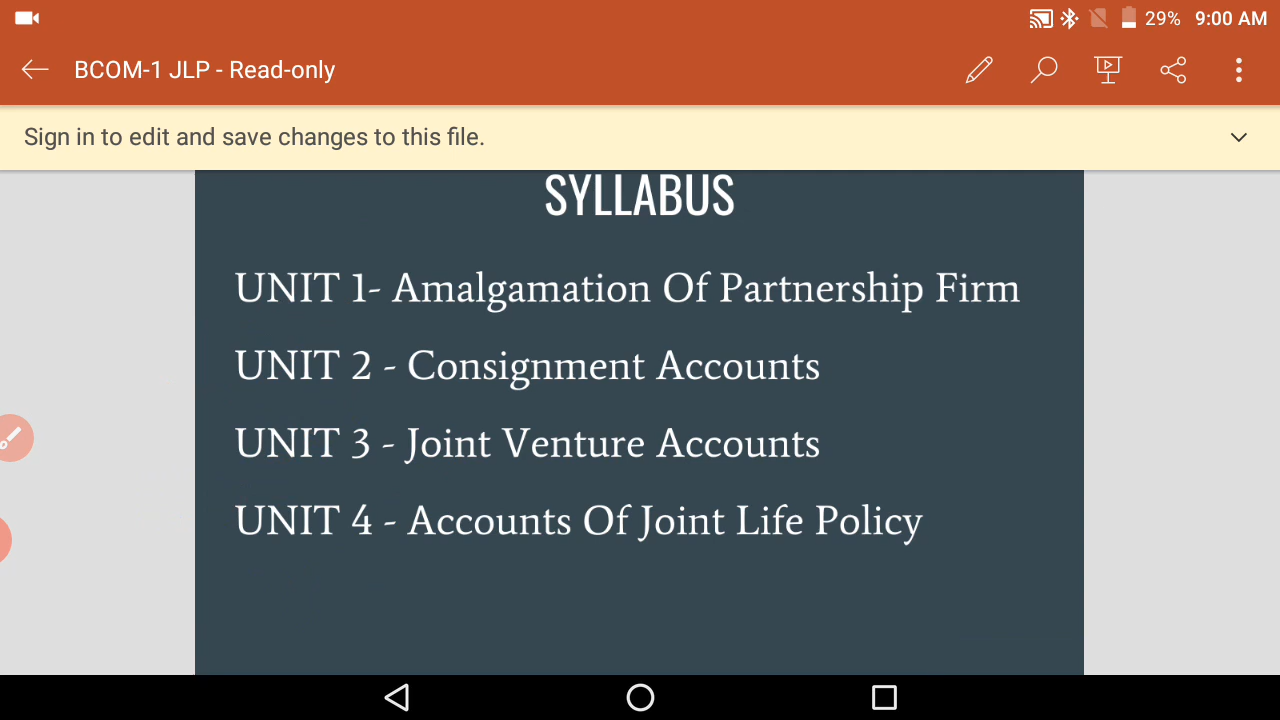 29% 9:00 AM
BCOM-1 JLP - Read-only
Sign in to edit and save changes to this file.
SYLLABUS
UNIT 1- Amalgamation Of Partnership Firm
UNIT 2 - Consignment Accounts
UNIT 3 - Joint Venture Accounts
UNIT 4 - Accounts Of Joint Life Policy